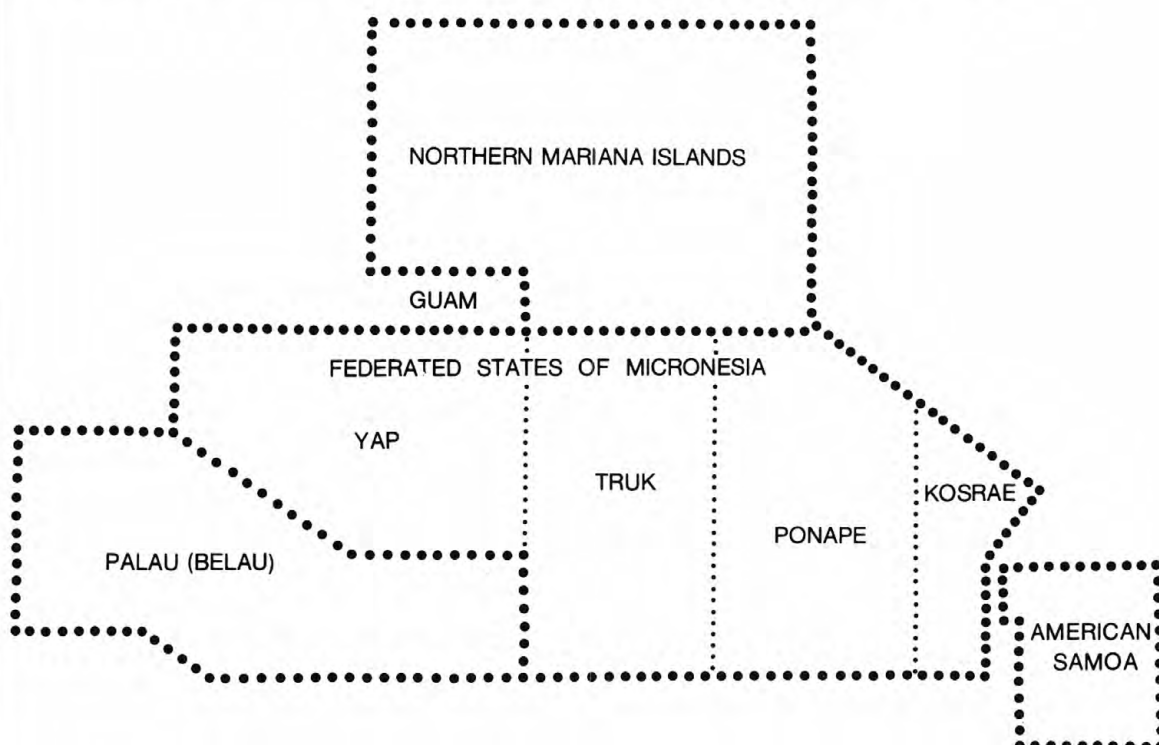 NORTHERN MARIANA ISLANDS
GUAM
FEDERATED STATES OF MICRONESIA
YAP
TRUK
KOSRAE
PONAPE
PALAU (BELAU)
AMERICAN
SAMOA